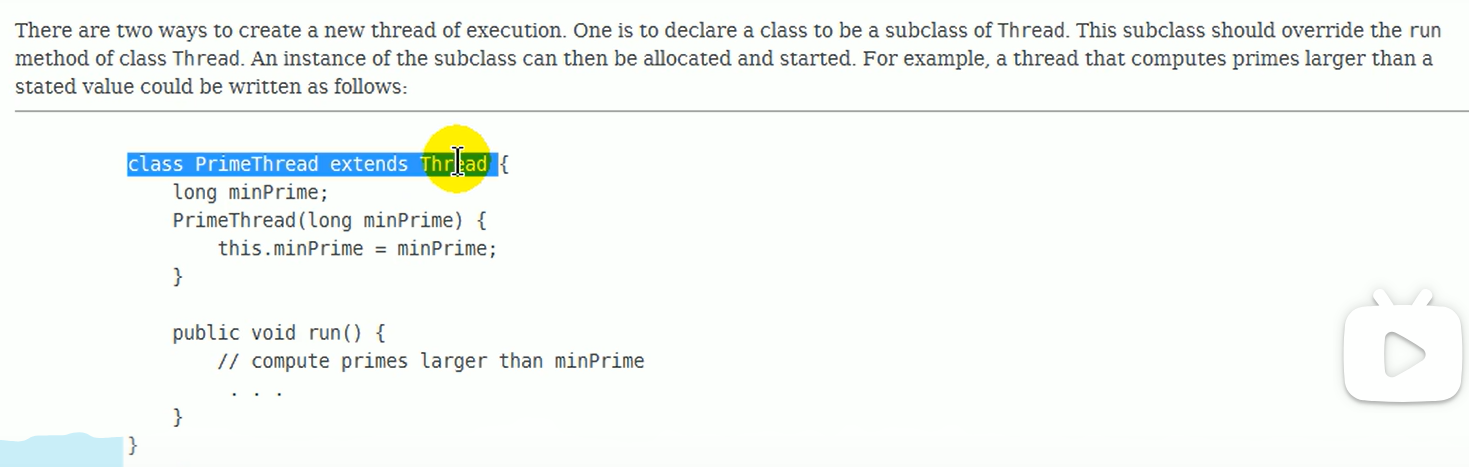 There are two ways to create a new thread of execution. One is to declare a class to be a subclass of Thread. This subclass should override the run
method of class Thread. An instance of the subclass can then be allocated and started. For example, a thread that computes primes larger than a
stated value could be written as follows:
class PrimeThread extends Thread {
    long minPrime;
    PrimeThread(long minPrime) {
        this.minPrime = minPrime;
    }
    public void run() {
        // compute primes larger than minPrime
         . . .
    }
}